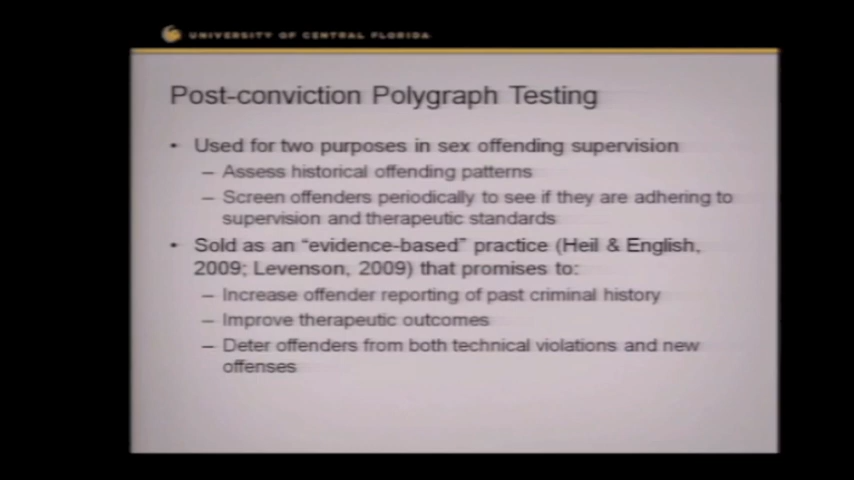 UNIVERSITY OF CENTRAL FLORIDA
Post-conviction Polygraph Testing
• Used for two purposes in sex offending supervision
– Assess historical offending patterns
– Screen offenders periodically to see if they are adhering to
supervision and therapeutic standards
• Sold as an “evidence-based” practice (Heil & English,
2009; Levenson, 2009) that promises to:
– Increase offender reporting of past criminal history
– Improve therapeutic outcomes
– Deter offenders from both technical violations and new
offenses